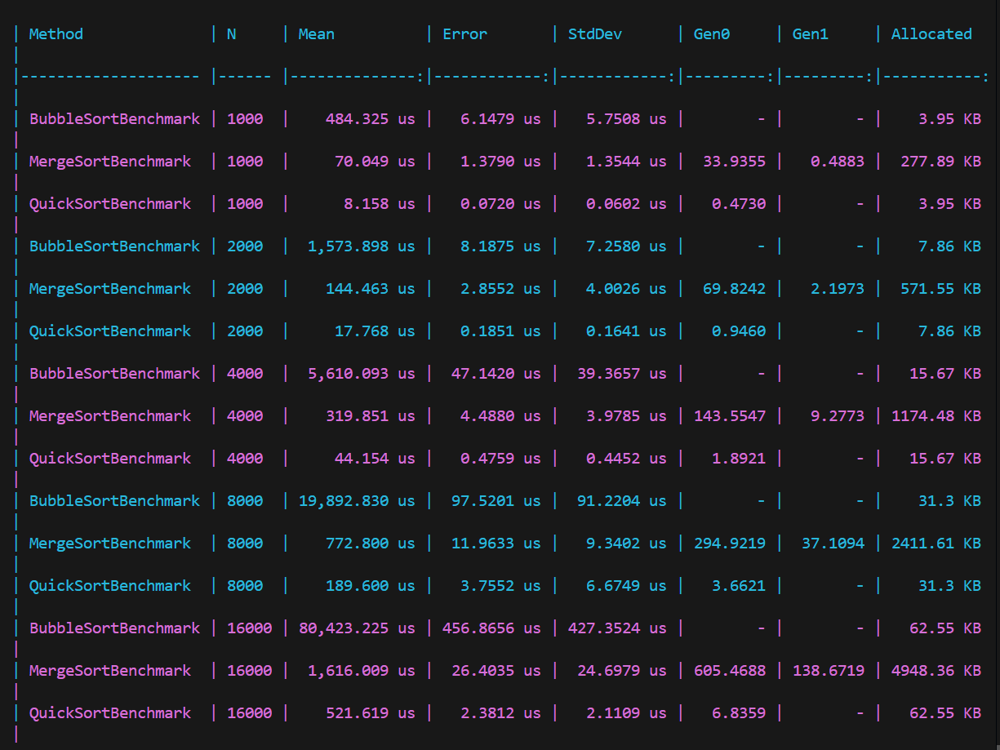 | Method | N | Mean | Error | StdDev | Gen0 | Gen1 | Allocated
|
|-------------------- |------ |--------------:|------------:|------------:|---------:|---------:|-----------:
|
| BubbleSortBenchmark | 1000 | 484.325 us | 6.1479 us | 5.7508 us | - | - | 3.95 KB
|
| MergeSortBenchmark | 1000 | 70.049 us | 1.3790 us | 1.3544 us | 33.9355 | 0.4883 | 277.89 KB
|
| QuickSortBenchmark | 1000 | 8.158 us | 0.0720 us | 0.0602 us | 0.4730 | - | 3.95 KB
|
| BubbleSortBenchmark | 2000 | 1,573.898 us | 8.1875 us | 7.2580 us | - | - | 7.86 KB
|
| MergeSortBenchmark | 2000 | 144.463 us | 2.8552 us | 4.0026 us | 69.8242 | 2.1973 | 571.55 KB
|
| QuickSortBenchmark | 2000 | 17.768 us | 0.1851 us | 0.1641 us | 0.9460 | - | 7.86 KB
|
| BubbleSortBenchmark | 4000 | 5,610.093 us | 47.1420 us | 39.3657 us | - | - | 15.67 KB
|
| MergeSortBenchmark | 4000 | 319.851 us | 4.4880 us | 3.9785 us | 143.5547 | 9.2773 | 1174.48 KB
|
| QuickSortBenchmark | 4000 | 44.154 us | 0.4759 us | 0.4452 us | 1.8921 | - | 15.67 KB
|
| BubbleSortBenchmark | 8000 | 19,892.830 us | 97.5201 us | 91.2204 us | - | - | 31.3 KB
|
| MergeSortBenchmark | 8000 | 772.800 us | 11.9633 us | 9.3402 us | 294.9219 | 37.1094 | 2411.61 KB
|
| QuickSortBenchmark | 8000 | 189.600 us | 3.7552 us | 6.6749 us | 3.6621 | - | 31.3 KB
|
| BubbleSortBenchmark | 16000 | 80,423.225 us | 456.8656 us | 427.3524 us | - | - | 62.55 KB
|
| MergeSortBenchmark | 16000 | 1,616.009 us | 26.4035 us | 24.6979 us | 605.4688 | 138.6719 | 4948.36 KB
|
| QuickSortBenchmark | 16000 | 521.619 us | 2.3812 us | 2.1109 us | 6.8359 | - | 62.55 KB
|